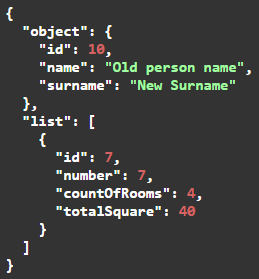 {
  "object": {
    "id": 10,
    "name": "Old person name",
    "surname": "New Surname"
  },
  "list": [
    {
      "id": 7,
      "number": 7,
      "countOfRooms": 4,
      "totalSquare": 40
    }
  ]
}